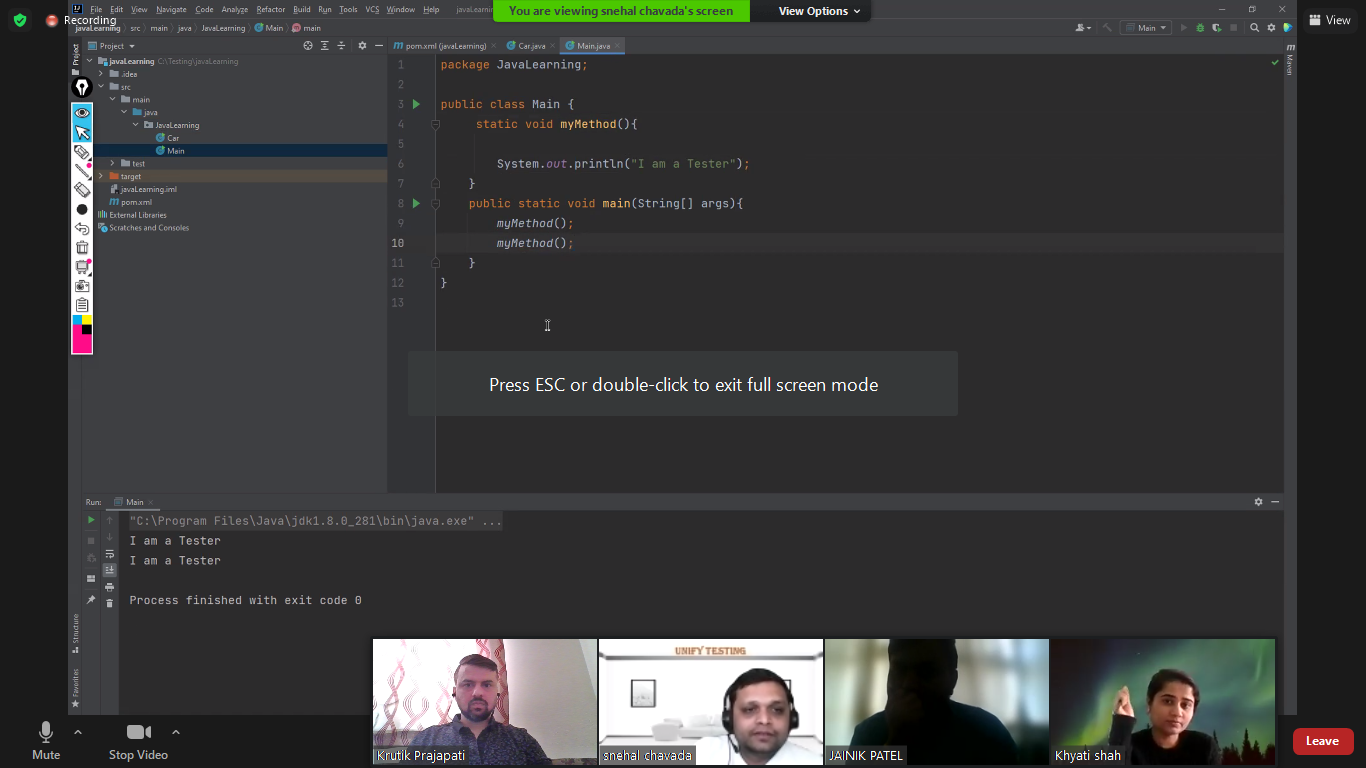 Recording
File Edit View Navigate Code Analyze Refactor Build Run Tools VCS Window Help javaLearnin
You are viewing snehal chavada's screen
View Options
View
javaLearning src main java JavaLearning Main main
Main
Project
pom.xml (javaLearning) Car.java Main.java
Project
Maven
javaLearning C:\Testing\javaLearning
.idea
src
main
java
JavaLearning
Car
Main
test
target
javaLearning.iml
pom.xml
External Libraries
Scratches and Consoles
1 package JavaLearning;
2
3 public class Main {
4 static void myMethod(){
5
6 System.out.println("I am a Tester");
7 }
8 public static void main(String[] args){
9 myMethod();
10 myMethod();
11 }
12 }
13
Press ESC or double-click to exit full screen mode
Run: Main
"C:\Program Files\Java\jdk1.8.0_281\bin\java.exe" ...
I am a Tester
I am a Tester
Process finished with exit code 0
Structure
Favorites
UNIFY TESTING
Krutik Prajapati
snehal chavada
JAINIK PATEL
Khyati shah
Mute
Stop Video
Leave